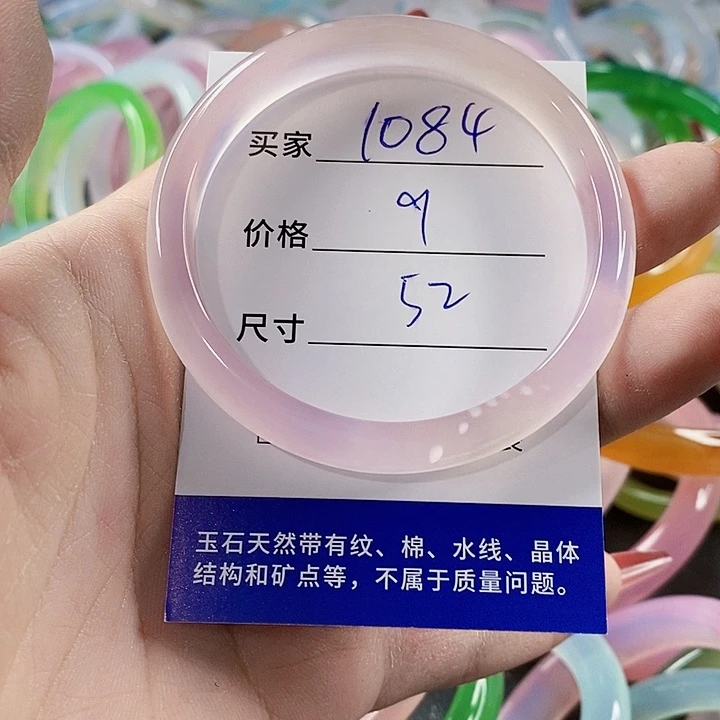 买家 1084
价格 9
尺寸 52
玉石天然带有纹、棉、水线、晶体
结构和矿点等，不属于质量问题。